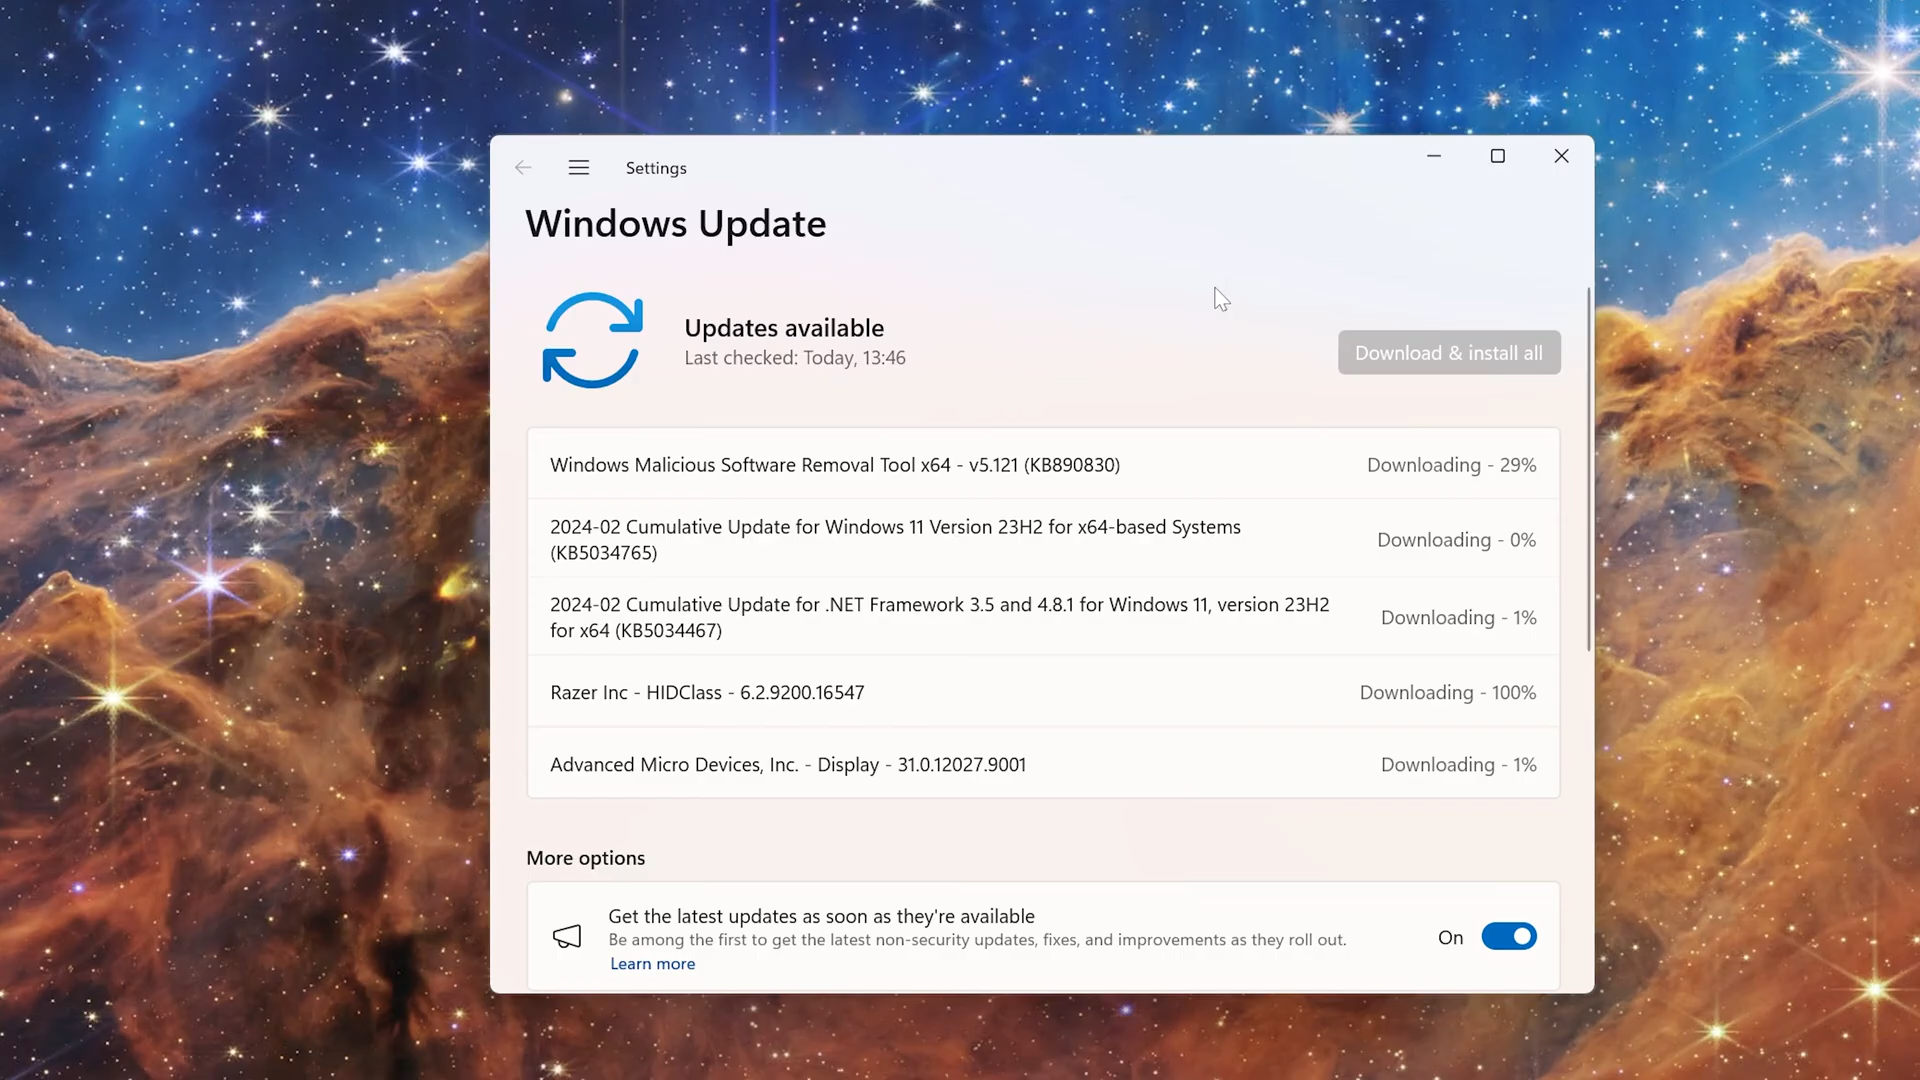 Settings
Windows Update
Updates available
Last checked: Today, 13:46
Download & install all
Windows Malicious Software Removal Tool x64 - v5.121 (KB890830)
Downloading - 29%
2024-02 Cumulative Update for Windows 11 Version 23H2 for x64-based Systems
(KB5034765)
Downloading - 0%
2024-02 Cumulative Update for .NET Framework 3.5 and 4.8.1 for Windows 11, version 23H2
for x64 (KB5034467)
Downloading - 1%
Razer Inc - HIDClass - 6.2.9200.16547
Downloading - 100%
Advanced Micro Devices, Inc. - Display - 31.0.12027.9001
Downloading - 1%
More options
Get the latest updates as soon as they're available
Be among the first to get the latest non-security updates, fixes, and improvements as they roll out.
Learn more
On